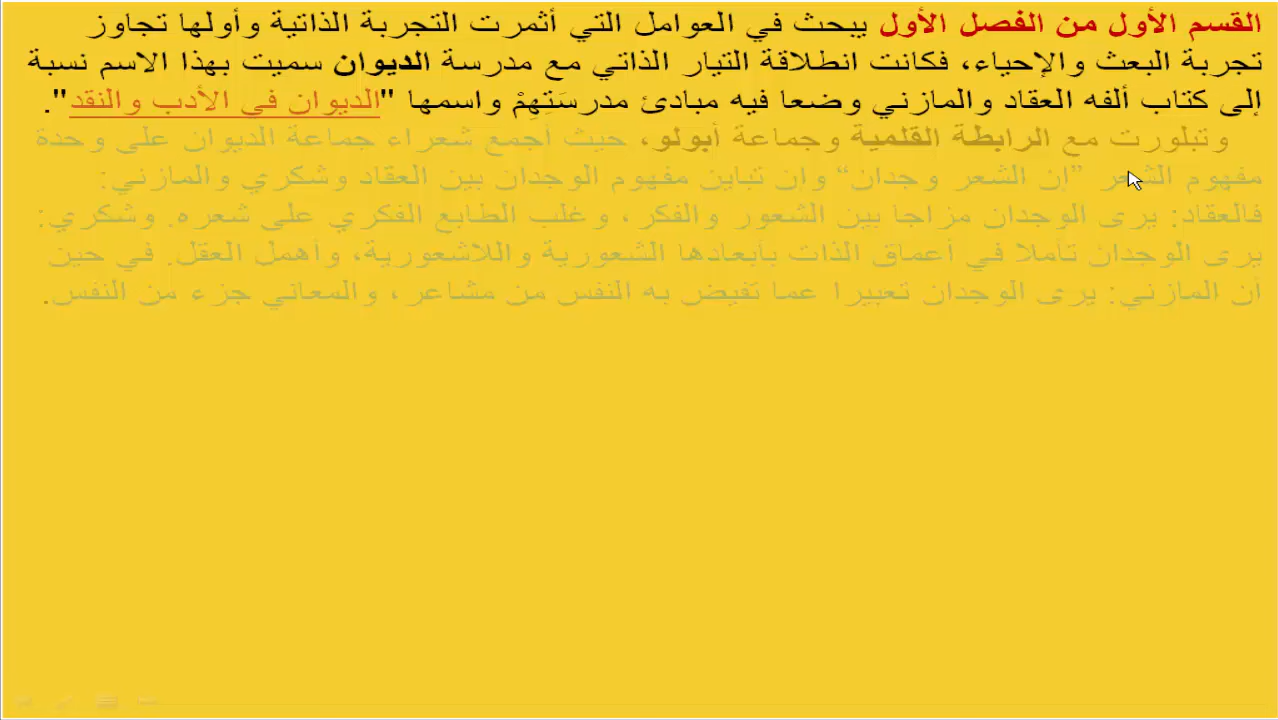 القسم الأول من الفصل الأول يبحث في العوامل التي أثمرت التجربة الذاتية وأولها تجاوز
تجربة البعث والإحياء، فكانت انطلاقة التيار الذاتي مع مدرسة الديوان سميت بهذا الاسم نسبة
إلى كتاب ألفه العقاد والمازني وضعا فيه مبادئ مدرسَتِهِمْ واسمها "الديوان في الأدب والنقد".
وتبلورت مع الرابطة القلمية وجماعة أبولو، حيث أجمع شعراء جماعة الديوان على وحدة
مفهوم الشعر ”إن الشعر وجدان“ وإن تباين مفهوم الوجدان بين العقاد وشكري والمازني:
فالعقاد: يرى الوجدان مزاجا بين الشعور والفكر، وغلب الطابع الفكري على شعره. وشكري:
يرى الوجدان تأملا في أعماق الذات بأبعادها الشعورية واللاشعورية، وأهمل العقل. في حين
أن المازني: يرى الوجدان تعبيرا عما تفيض به النفس من مشاعر، والمعاني جزء من النفس.